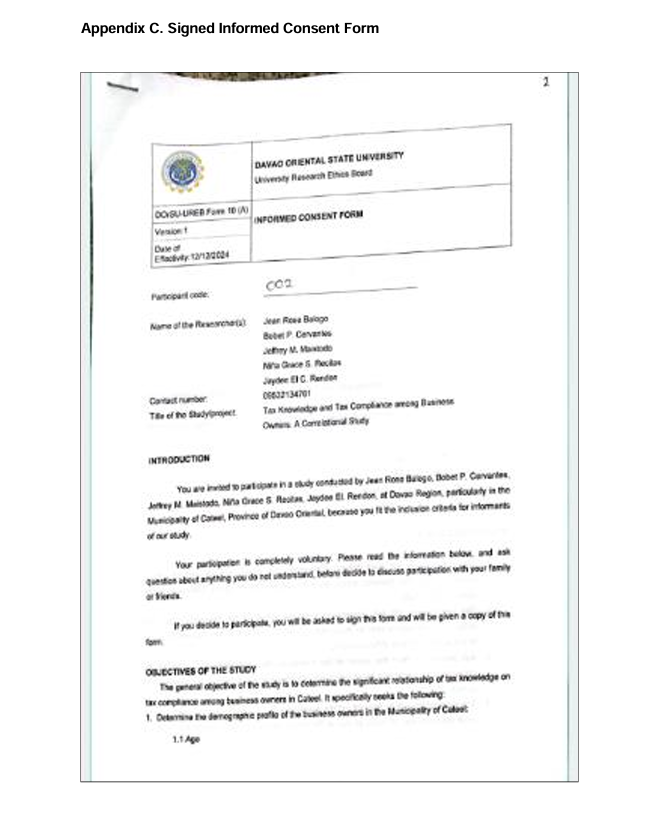 Appendix C. Signed Informed Consent Form
2
DAVAO ORIENTAL STATE UNIVERSITY
University Research Ethics Board
DOrSU-UREB Form 10 (A)
INFORMED CONSENT FORM
Version:1
Date of
Effectivity:12/12/2024
Participant code: CO2
Name of the Researcher(s): Jean Rose Balogo
Bobet P. Cervantes
Jeffrey M. Maistodo
Niña Grace S. Recitas
Jayden El C. Rendon
Contact number:
Title of the Study/project: Tax Knowledge and Tax Compliance among Business
Owners: A Correlational Study
INTRODUCTION
You are invited to participate in a study conducted by Jean Rose Balogo, Bobet P. Cervantes,
Jeffrey M. Maistodo, Niña Grace S. Recitas, Jayden El. Rendon, at Davao Region, particularly in the
Municipality of Cateel, Province of Davao Oriental, because you fit the inclusion criteria for informants
of our study.
Your participation is completely voluntary. Please read the information below, and ask
question about anything you do not understand, before decide to discuss participation with your family
or friends.
If you decide to participate, you will be asked to sign this form and will be given a copy of this
form.
OBJECTIVES OF THE STUDY
The general objective of the study is to determine the significant relationship of tax knowledge on
tax compliance among business owners in Cateel. It specifically seeks the following:
1. Determine the demographic profile of the business owners in the Municipality of Cateel;
1.1 Age